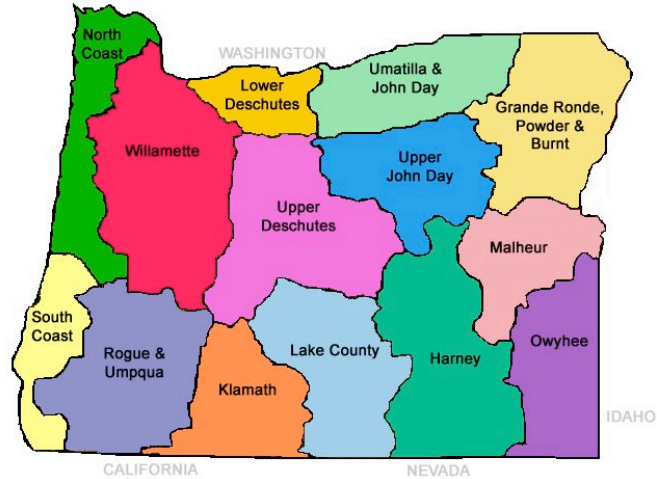 North
Coast
WASHINGTON
Umatilla &
John Day
Lower
Deschutes
Grande Ronde,
Powder &
Burnt
Willamette
Upper
John Day
Upper
Deschutes
Malheur
South
Coast
Rogue &
Umpqua
Lake County
Harney
Owyhee
Klamath
IDAHO
CALIFORNIA
NEVADA